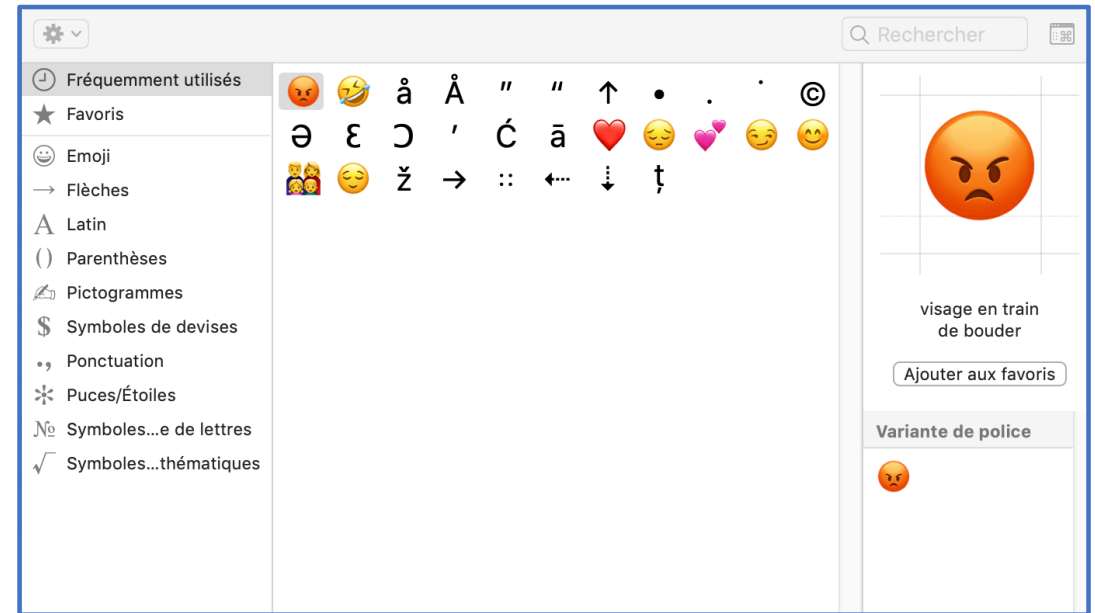 Rechercher
Fréquemment utilisés
Favoris
Emoji
Flèches
Latin
Parenthèses
Pictogrammes
Symboles de devises
Ponctuation
Puces/Étoiles
Symboles...e de lettres
Symboles...thématiques
😡 🤣 å Å ″ “ ↑ • . ˙ ©
Ə Ɛ Ɔ ′ Ć ā ❤️ 😔 💕 😏 😊
👨‍👩‍👧‍👧 😌 ž → :: ⇠ ⇣ ț
visage en train
de bouder
Ajouter aux favoris
Variante de police
😡